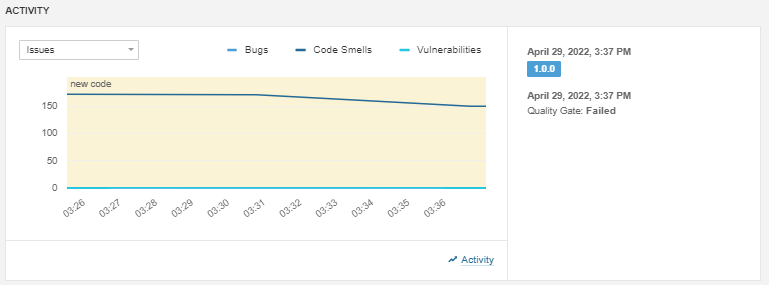 ACTIVITY
Issues
Bugs
Code Smells
Vulnerabilities
new code
150
100
50
0
03:26
03:27
03:28
03:29
03:30
03:31
03:32
03:33
03:34
03:35
03:36
Activity
April 29, 2022, 3:37 PM
1.0.0
April 29, 2022, 3:37 PM
Quality Gate: Failed